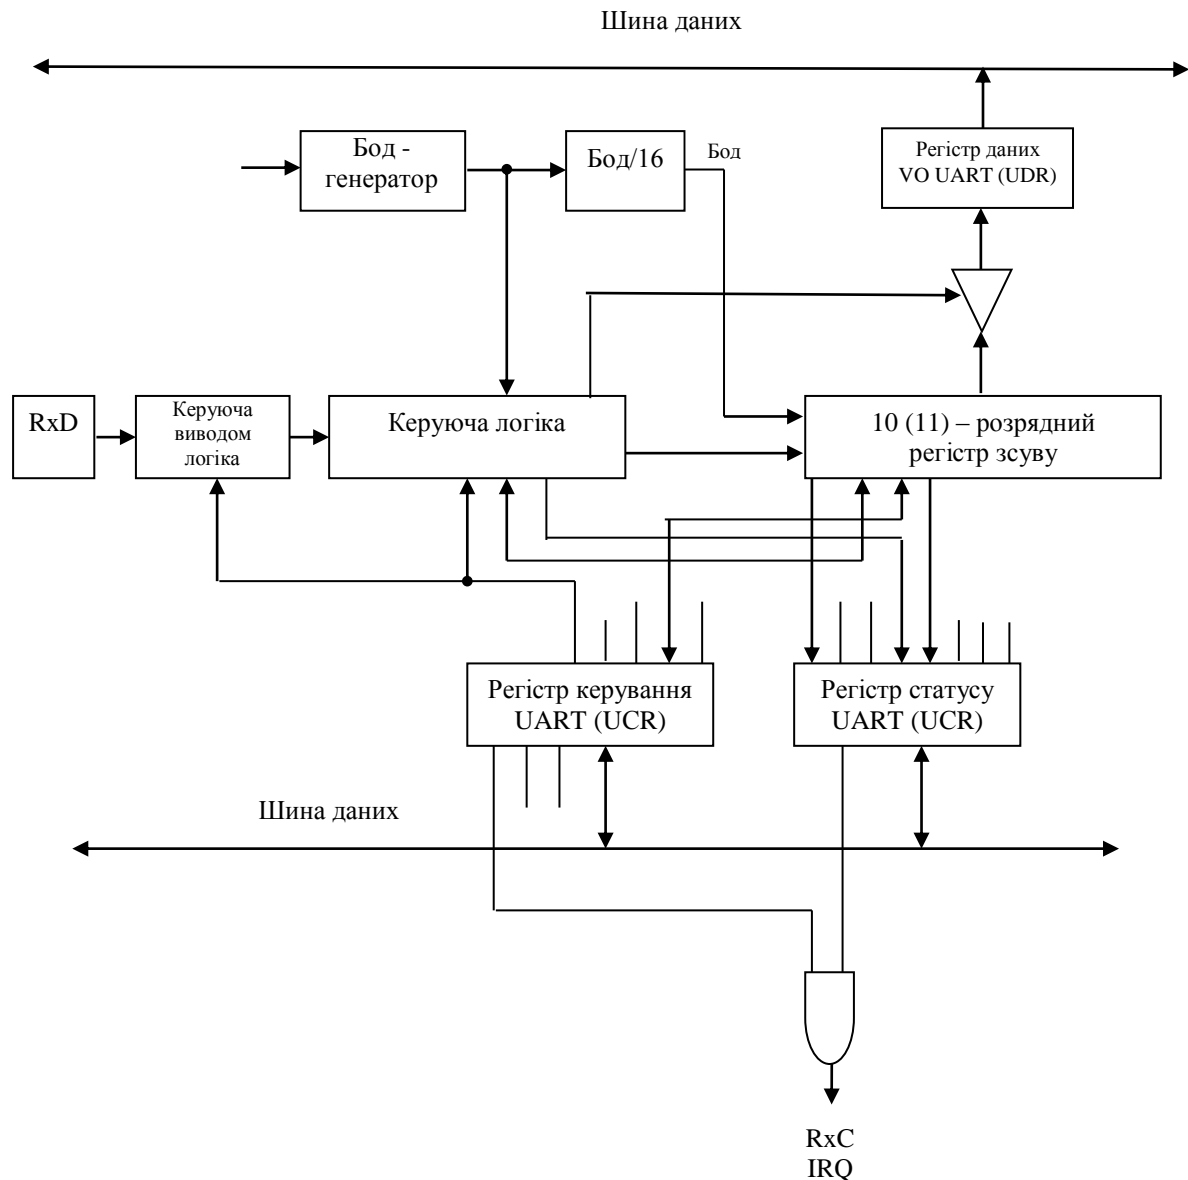 Шина даних
Бод -
генератор
Бод/16
Бод
Регістр даних
VO UART (UDR)
RxD
Керуюча
виводом
логіка
Керуюча логіка
10 (11) – розрядний
регістр зсуву
Регістр керування
UART (UCR)
Регістр статусу
UART (UCR)
Шина даних
RxC
IRQ